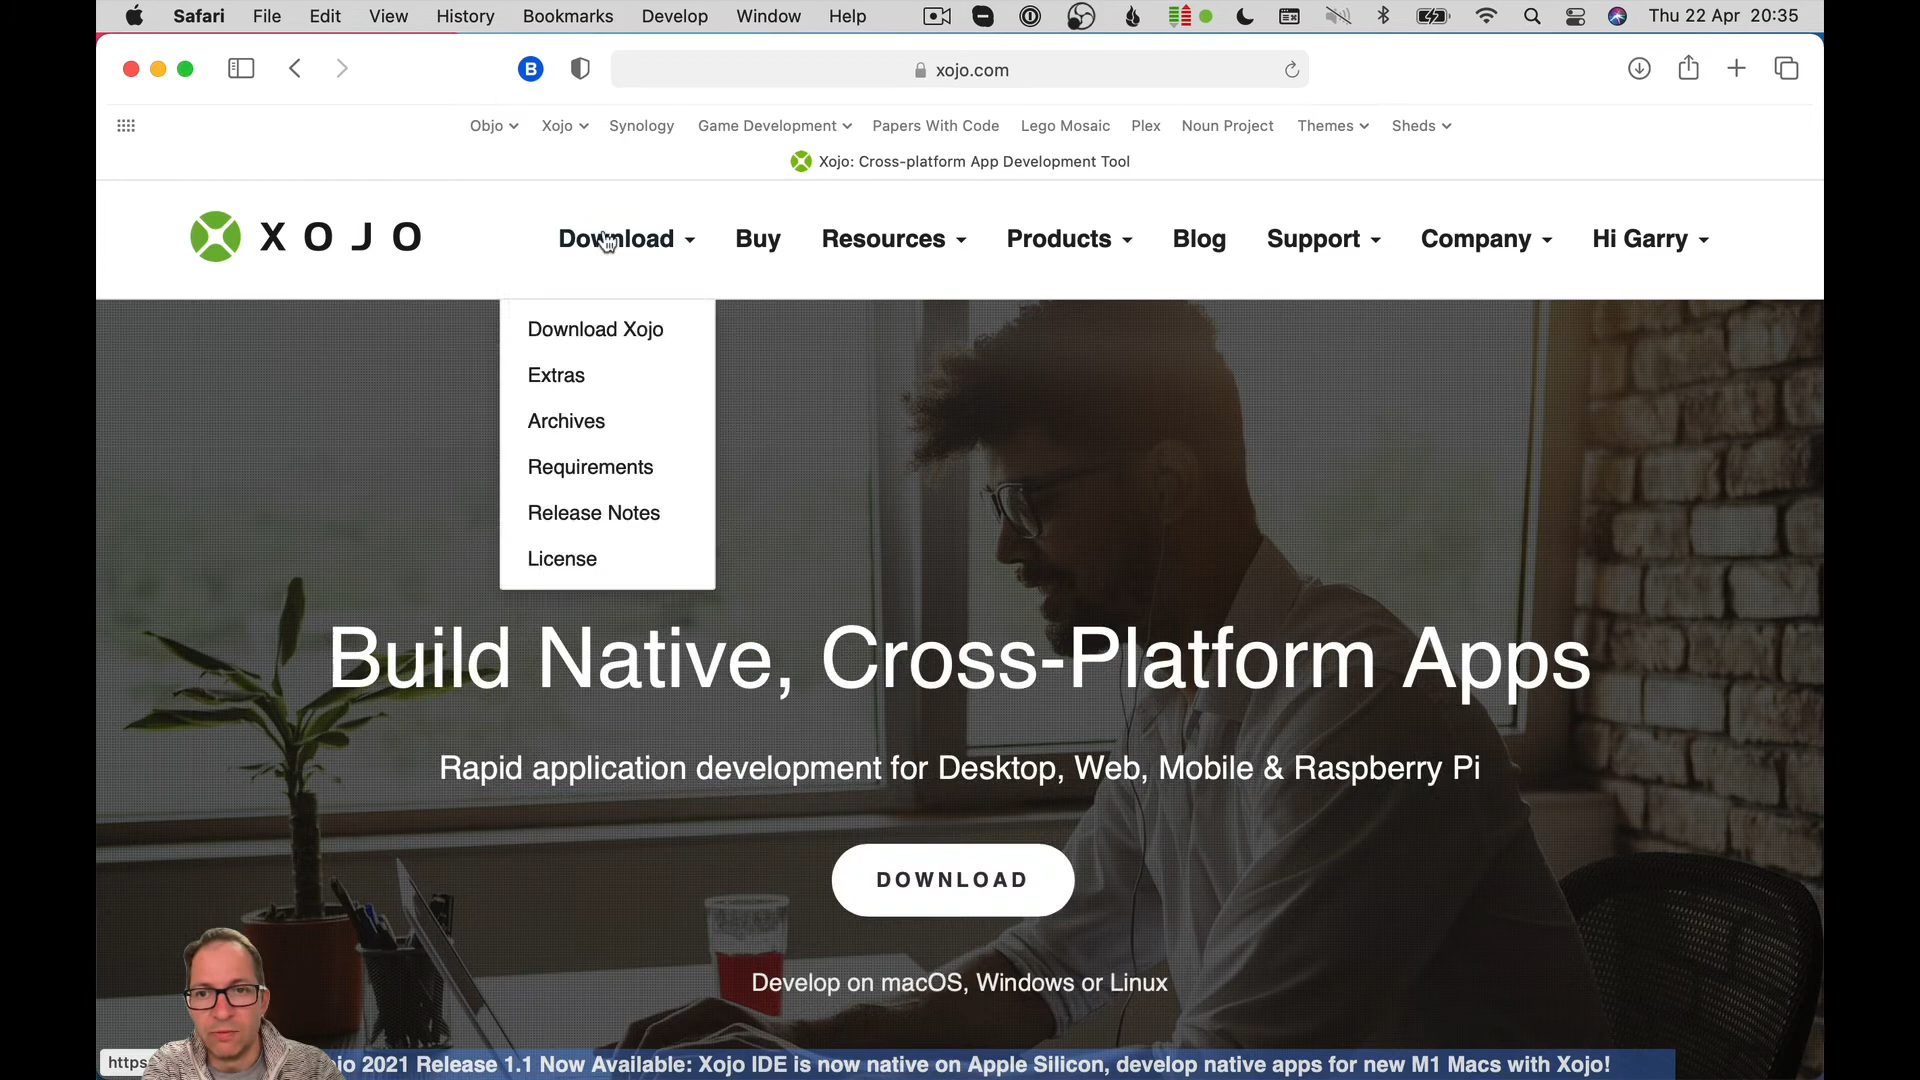 Safari File Edit View History Bookmarks Develop Window Help Thu 22 Apr 20:35
B xojo.com
Objo Xojo Synology Game Development Papers With Code Lego Mosaic Plex Noun Project Themes Sheds
Xojo: Cross-platform App Development Tool
XOJO Download Buy Resources Products Blog Support Company Hi Garry
Download Xojo
Extras
Archives
Requirements
Release Notes
License
Build Native, Cross-Platform Apps
Rapid application development for Desktop, Web, Mobile & Raspberry Pi
DOWNLOAD
Develop on macOS, Windows or Linux
https
2021 Release 1.1 Now Available: Xojo IDE is now native on Apple Silicon, develop native apps for new M1 Macs with Xojo!